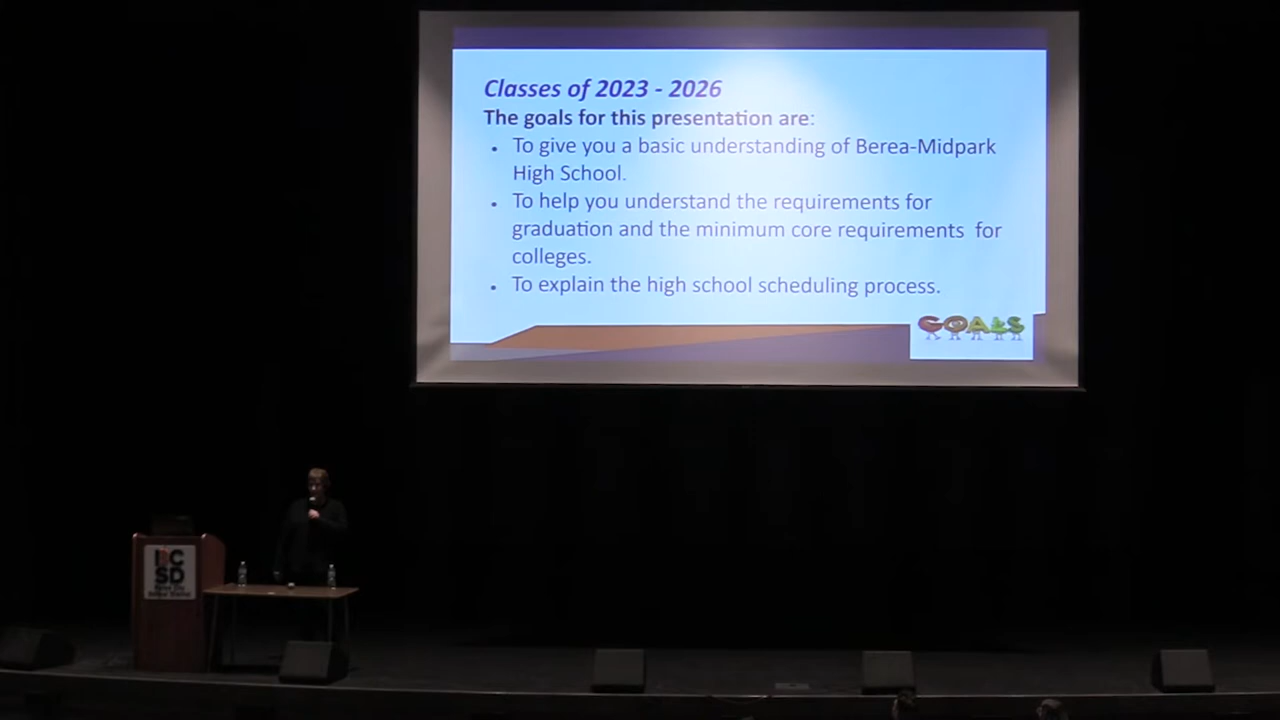 Classes of 2023 - 2026
The goals for this presentation are:
• To give you a basic understanding of Berea-Midpark
High School.
• To help you understand the requirements for
graduation and the minimum core requirements for
colleges.
• To explain the high school scheduling process.
GOALS
BCSD